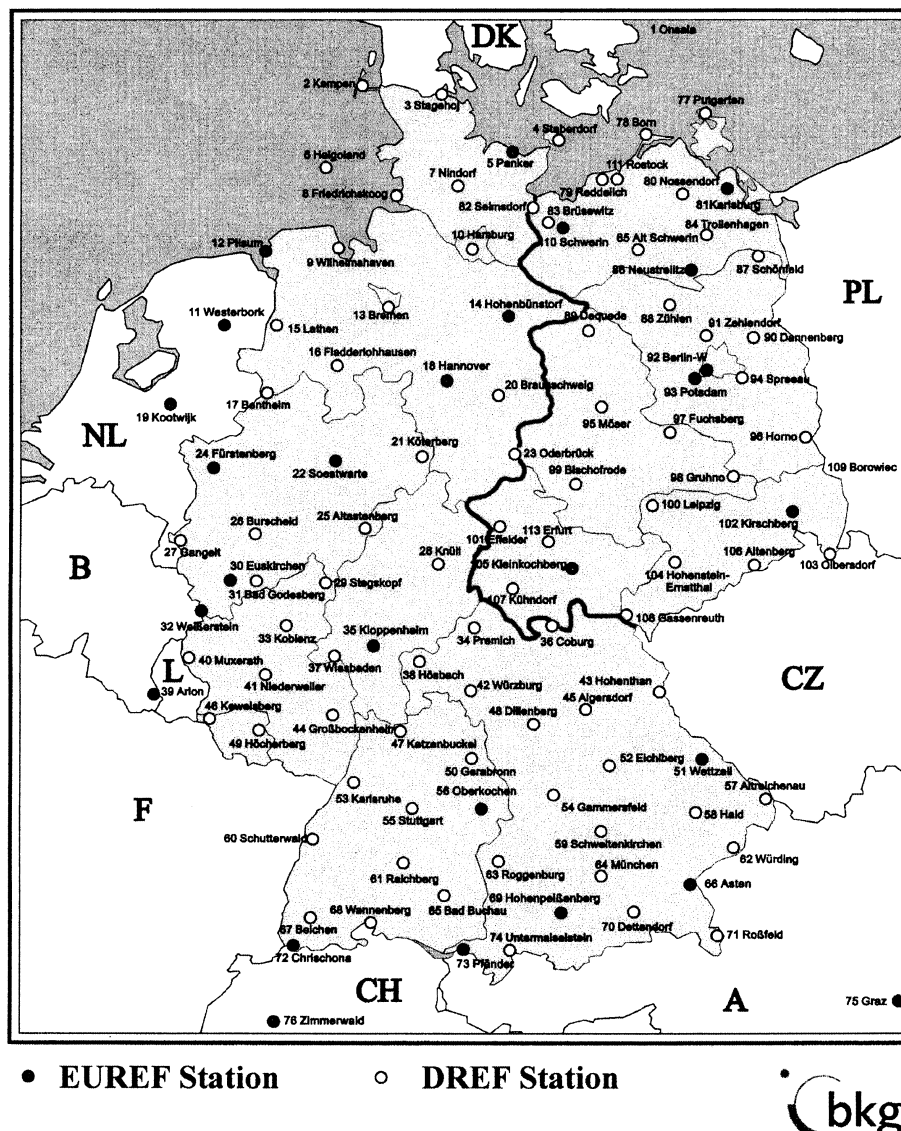 DK
1 Onsala
2 Kampen
3 Stagehoj
77 Putgarten
78 Born
4 Staberdorf
5 Panker
6 Helgoland
111 Rostock
7 Nindorf
80 Nossendorf
79 Reddelich
8 Friedrichskoog
81 Karlsburg
82 Selmsdorf
83 Brüsewitz
84 Trollenhagen
110 Schwerin
65 Alt Schwerin
10 Harsburg
12 Pilsum
9 Wilhelmshaven
86 Neustrelitz
87 Schönfeld
PL
11 Westerbork
13 Bremen
14 Hohenbünstorf
88 Zühlen
15 Lathen
89 Dequede
91 Zehlendorf
90 Dannenberg
16 Fladderlohhausen
92 Berlin-W
18 Hannover
94 Spreeau
20 Braunschweig
93 Potsdam
17 Bentheim
19 Kootwijk
95 Möser
97 Fuchsberg
NL
96 Horno
24 Fürstenberg
21 Köterberg
23 Oderbrück
22 Soestwarte
99 Bischofrode
109 Borowiec
98 Gruhno
100 Leipzig
26 Burscheid
25 Altastenberg
102 Kirschberg
101 Effelder
113 Erfurt
27 Bangelt
28 Knüll
B
30 Euskirchen
05 Kleinkochberg
106 Altenberg
103 Olbersdorf
104 Hohenstein-
Ernstthal
29 Stegskopf
31 Bad Godesberg
107 Kühndorf
32 Weißerstein
108 Gassenreuth
33 Koblenz
35 Kloppenheim
34 Premich
36 Coburg
40 Muxerath
37 Wiesbaden
38 Hösbach
L
CZ
41 Niederweiler
43 Hohenthan
39 Arlon
42 Würzburg
45 Algersdorf
46 Kewelsberg
48 Dillenberg
44 Großbockenheim
49 Höcherberg
47 Katzenbuckel
52 Eichlberg
50 Gerabronn
51 Wettzell
53 Karlsruhe
56 Oberkochen
57 Altreichenau
F
54 Gammersfeld
55 Stuttgart
58 Haid
60 Schutterwald
59 Schweitenkirchen
62 Würding
61 Raichberg
63 Roggenburg
64 München
66 Asten
69 Hohenpeißenberg
65 Bad Buchau
68 Wannenberg
70 Dettendorf
67 Belchen
71 Roßfeld
74 Untermaiselstein
72 Chrischona
73 Pfänder
CH
A
75 Graz
76 Zimmerwald
EUREF Station
DREF Station
bkg